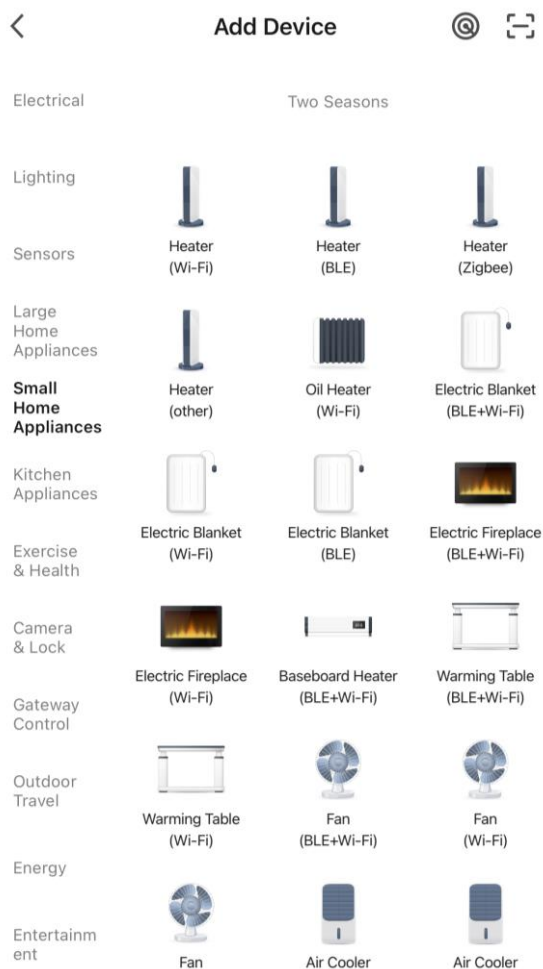 Add Device
Electrical
Lighting
Sensors
Large
Home
Appliances
Small
Home
Appliances
Kitchen
Appliances
Exercise
& Health
Camera
& Lock
Gateway
Control
Outdoor
Travel
Energy
Entertainm
ent
Two Seasons
Heater
(Wi-Fi)
Heater
(BLE)
Heater
(Zigbee)
Heater
(other)
Oil Heater
(Wi-Fi)
Electric Blanket
(BLE+Wi-Fi)
Electric Blanket
(Wi-Fi)
Electric Blanket
(BLE)
Electric Fireplace
(BLE+Wi-Fi)
Electric Fireplace
(Wi-Fi)
Baseboard Heater
(BLE+Wi-Fi)
Warming Table
(BLE+Wi-Fi)
Warming Table
(Wi-Fi)
Fan
(BLE+Wi-Fi)
Fan
(Wi-Fi)
Fan
Air Cooler
Air Cooler